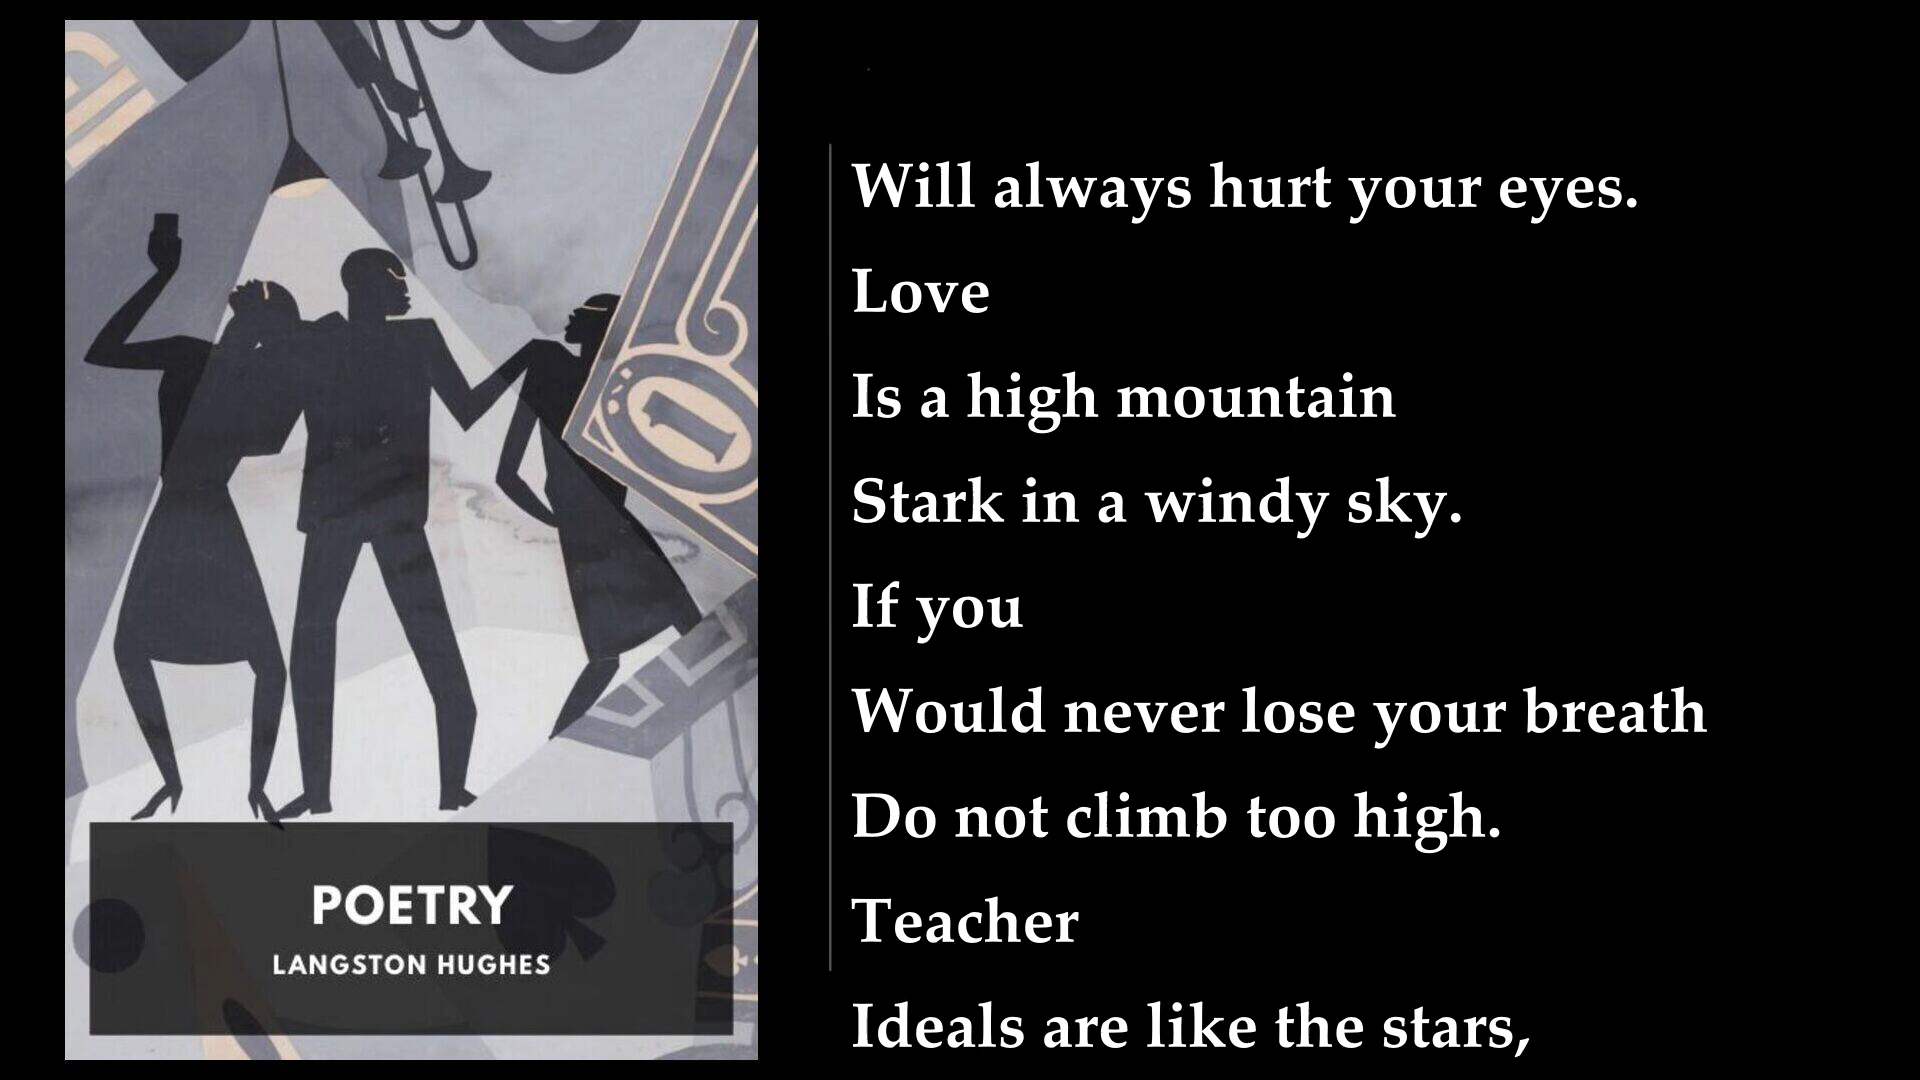 POETRY
LANGSTON HUGHES
Will always hurt your eyes.
Love
Is a high mountain
Stark in a windy sky.
If you
Would never lose your breath
Do not climb too high.
Teacher
Ideals are like the stars,